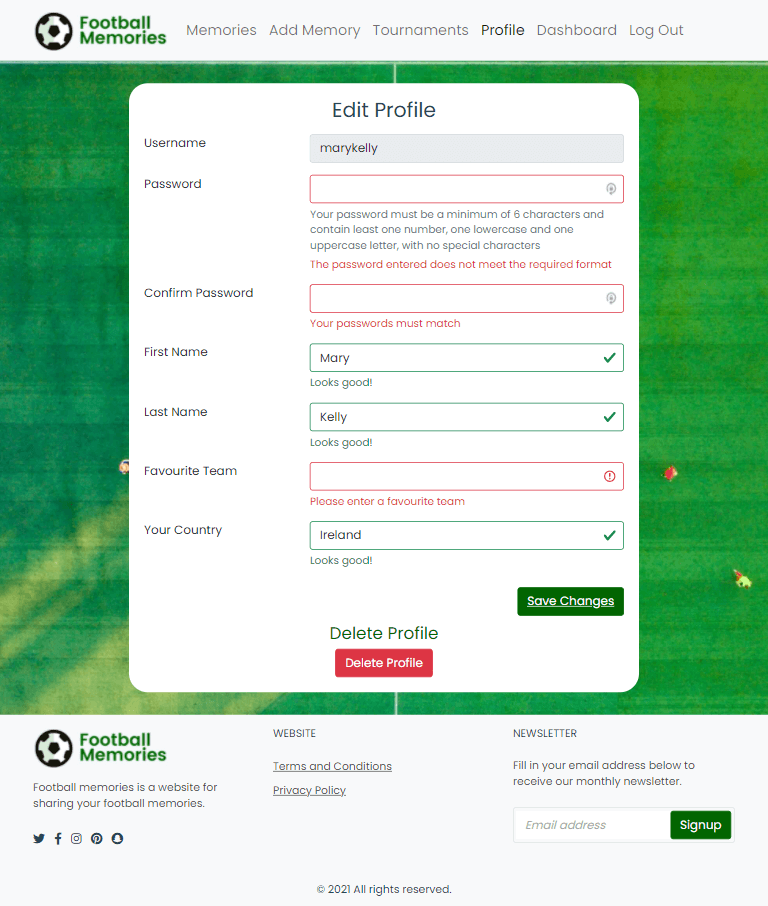 Football
Memories
Memories Add Memory Tournaments Profile Dashboard Log Out
Edit Profile
Username
marykelly
Password
Your password must be a minimum of 6 characters and
contain least one number, one lowercase and one
uppercase letter, with no special characters
The password entered does not meet the required format
Confirm Password
Your passwords must match
First Name
Mary
Looks good!
Last Name
Kelly
Looks good!
Favourite Team
Please enter a favourite team
Your Country
Ireland
Looks good!
Save Changes
Delete Profile
Delete Profile
Football
Memories
Football memories is a website for
sharing your football memories.
WEBSITE
Terms and Conditions
Privacy Policy
NEWSLETTER
Fill in your email address below to
receive our monthly newsletter.
Email address
Signup
© 2021 All rights reserved.